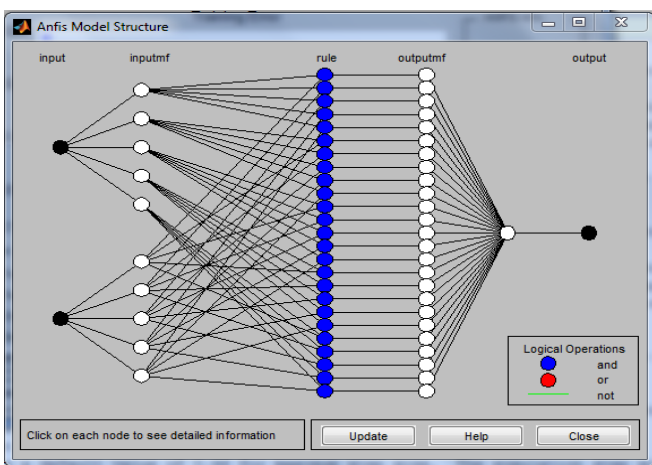 Anfis Model Structure
input inputmf rule outputmf output
Logical Operations
and
or
not
Click on each node to see detailed information Update Help Close